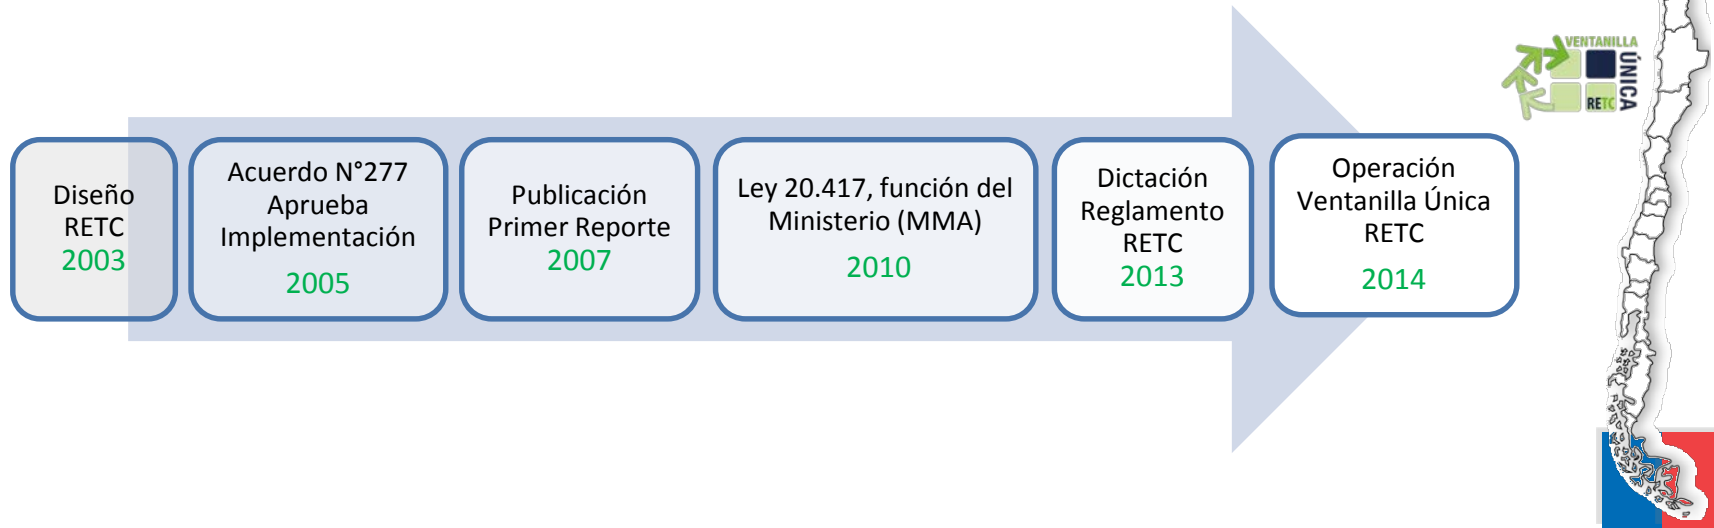 Diseño
RETC
2003
Acuerdo N°277
Aprueba
Implementación
2005
Publicación
Primer Reporte
2007
Ley 20.417, función del
Ministerio (MMA)
2010
Dictación
Reglamento
RETC
2013
Operación
Ventanilla Única
RETC
2014
VENTANILLA
ÚNICA
RETC